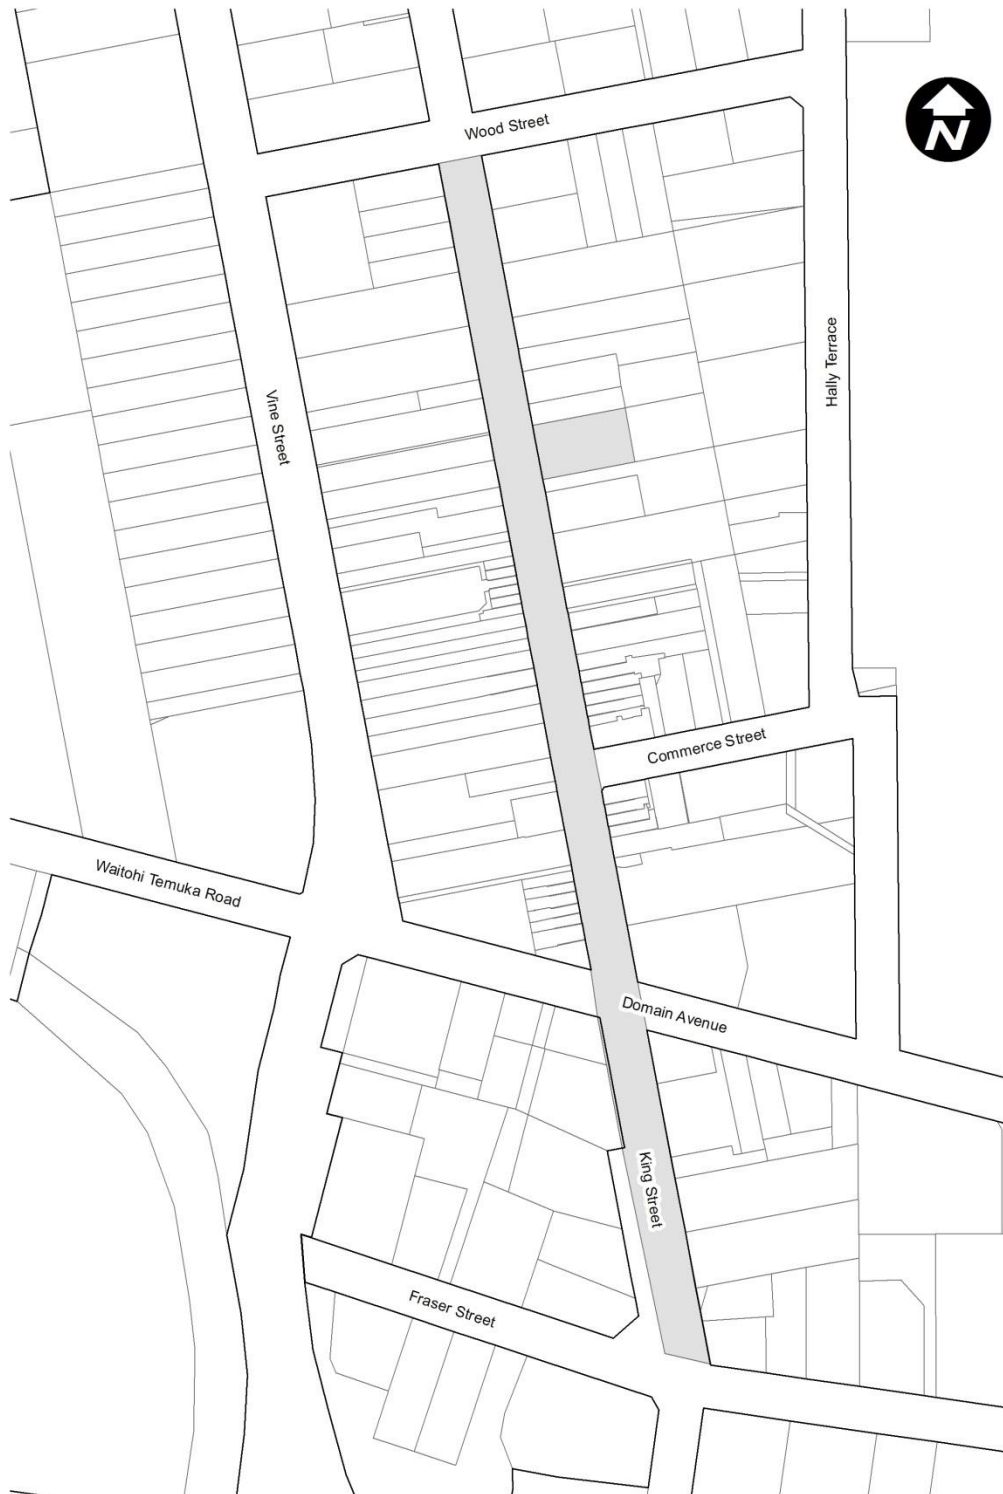 Wood Street
N
Hally Terrace
Vine Street
Commerce Street
Waitohi Temuka Road
Domain Avenue
King Street
Fraser Street